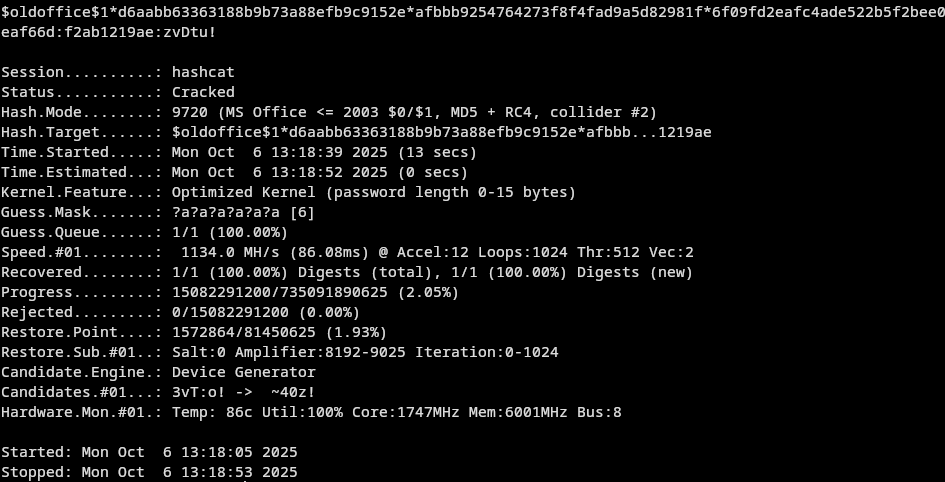 $oldoffice$1*d6aabb63363188b9b73a88efb9c9152e*afbbb9254764273f8f4fad9a5d82981f*6f09fd2eafc4ade522b5f2bee0
eaf66d:f2ab1219ae:zvDtu!
Session..........: hashcat
Status...........: Cracked
Hash.Mode........: 9720 (MS Office <= 2003 $0/$1, MD5 + RC4, collider #2)
Hash.Target......: $oldoffice$1*d6aabb63363188b9b73a88efb9c9152e*afbbb...1219ae
Time.Started.....: Mon Oct  6 13:18:39 2025 (13 secs)
Time.Estimated...: Mon Oct  6 13:18:52 2025 (0 secs)
Kernel.Feature...: Optimized Kernel (password length 0-15 bytes)
Guess.Mask.......: ?a?a?a?a?a?a [6]
Guess.Queue......: 1/1 (100.00%)
Speed.#01........:  1134.0 MH/s (86.08ms) @ Accel:12 Loops:1024 Thr:512 Vec:2
Recovered........: 1/1 (100.00%) Digests (total), 1/1 (100.00%) Digests (new)
Progress.........: 15082291200/735091890625 (2.05%)
Rejected.........: 0/15082291200 (0.00%)
Restore.Point....: 1572864/81450625 (1.93%)
Restore.Sub.#01..: Salt:0 Amplifier:8192-9025 Iteration:0-1024
Candidate.Engine.: Device Generator
Candidates.#01...: 3vT:o! ->  ~40z!
Hardware.Mon.#01.: Temp: 86c Util:100% Core:1747MHz Mem:6001MHz Bus:8
Started: Mon Oct  6 13:18:05 2025
Stopped: Mon Oct  6 13:18:53 2025